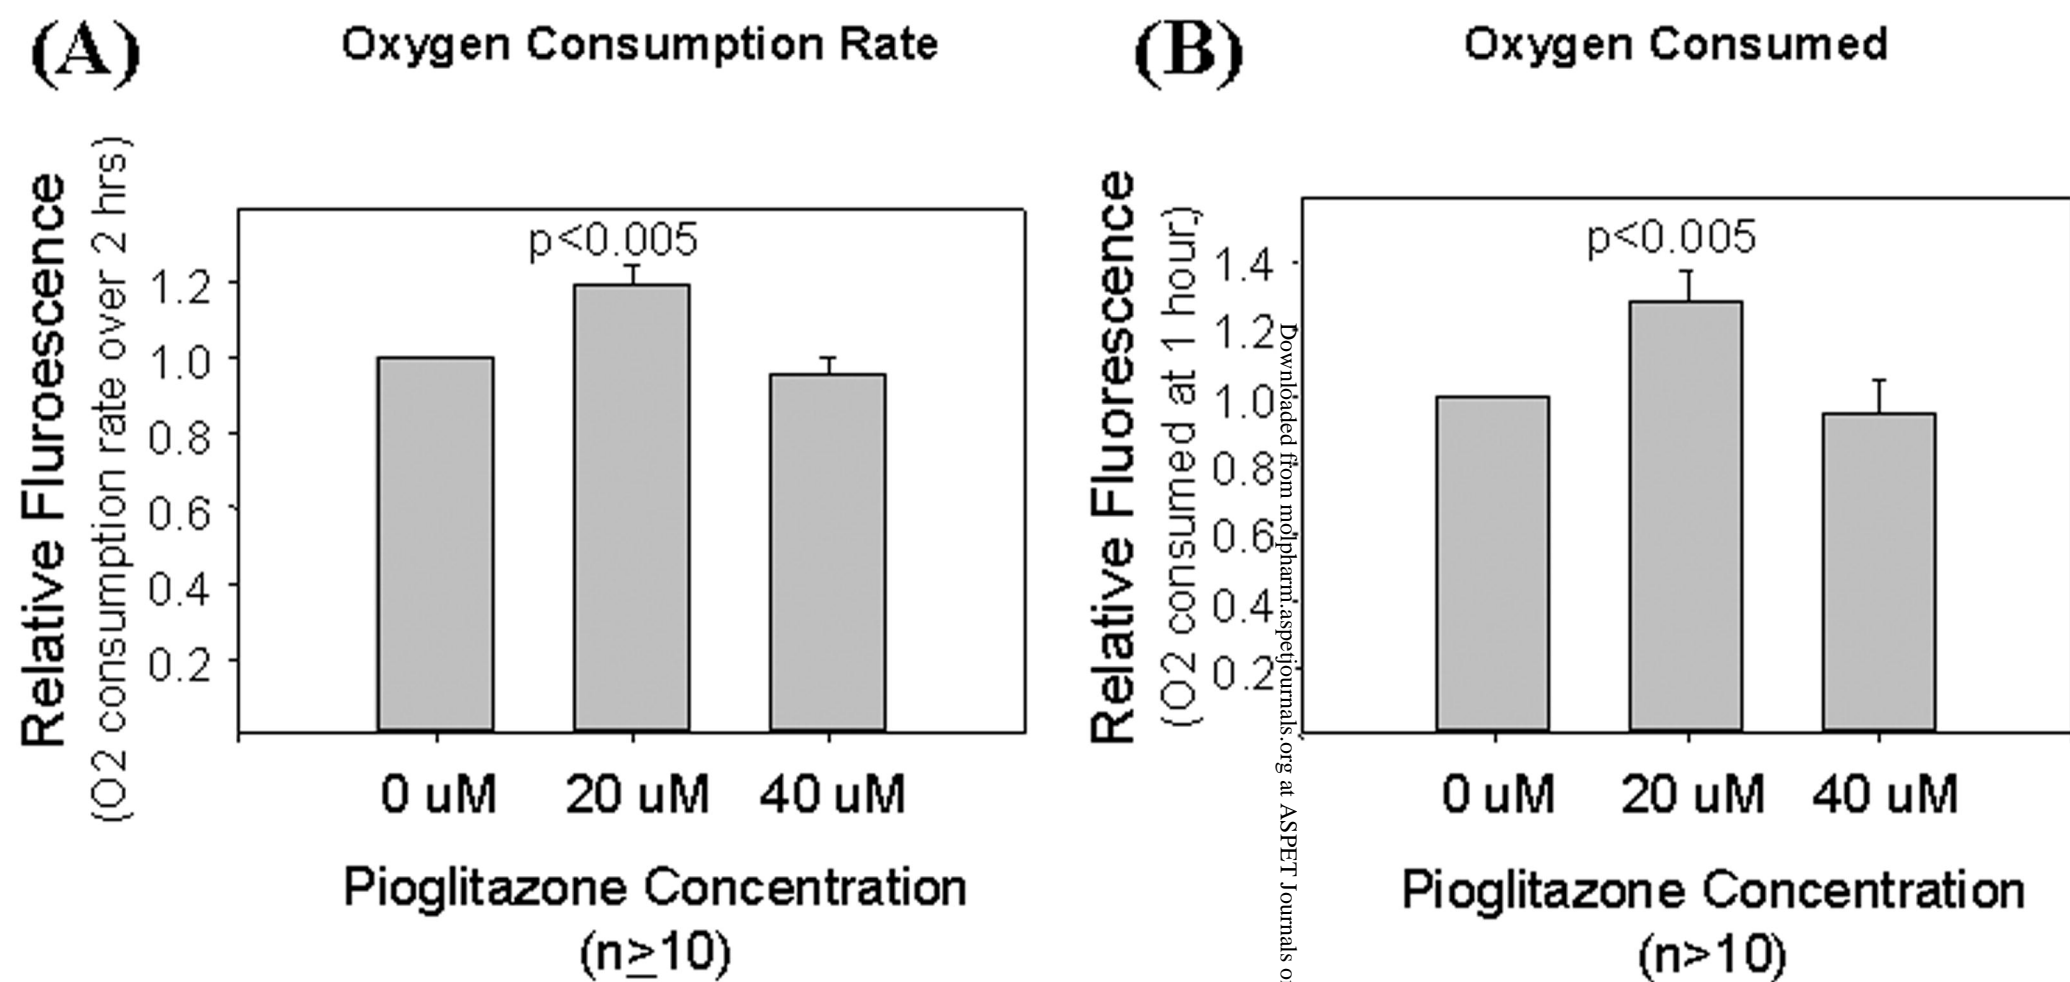 (A)
Oxygen Consumption Rate
Relative Fluroescence
(O2 consumption rate over 2 hrs)
p<0.005
1.2
1.0
0.8
0.6
0.4
0.2
0 uM 20 uM 40 uM
Pioglitazone Concentration
(n≥10)
(B)
Oxygen Consumed
Relative Fluorescence
(O2 consumed at 1 hour)
p<0.005
1.4
1.2
1.0
0.8
0.6
0.4
0.2
0 uM 20 uM 40 uM
Pioglitazone Concentration
(n>10)
Downloaded from molpharm.aspetjournals.org at ASPET Journals